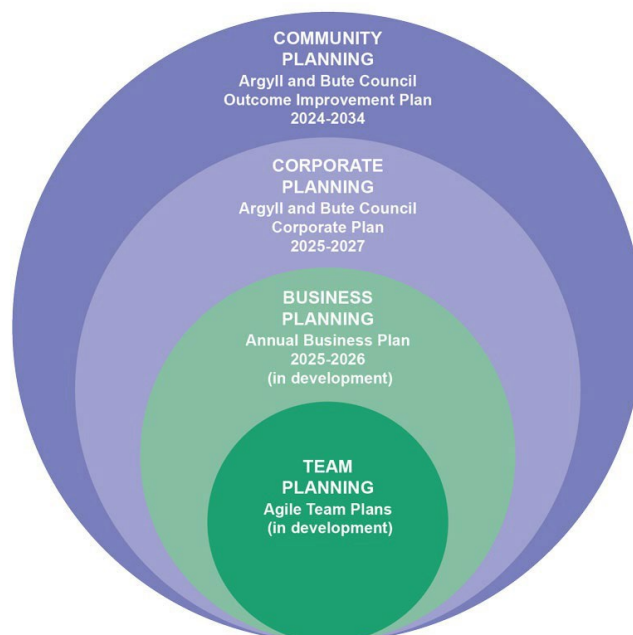 COMMUNITY
PLANNING
Argyll and Bute Council
Outcome Improvement Plan
2024-2034
CORPORATE
PLANNING
Argyll and Bute Council
Corporate Plan
2025-2027
BUSINESS
PLANNING
Annual Business Plan
2025-2026
(in development)
TEAM
PLANNING
Agile Team Plans
(in development)